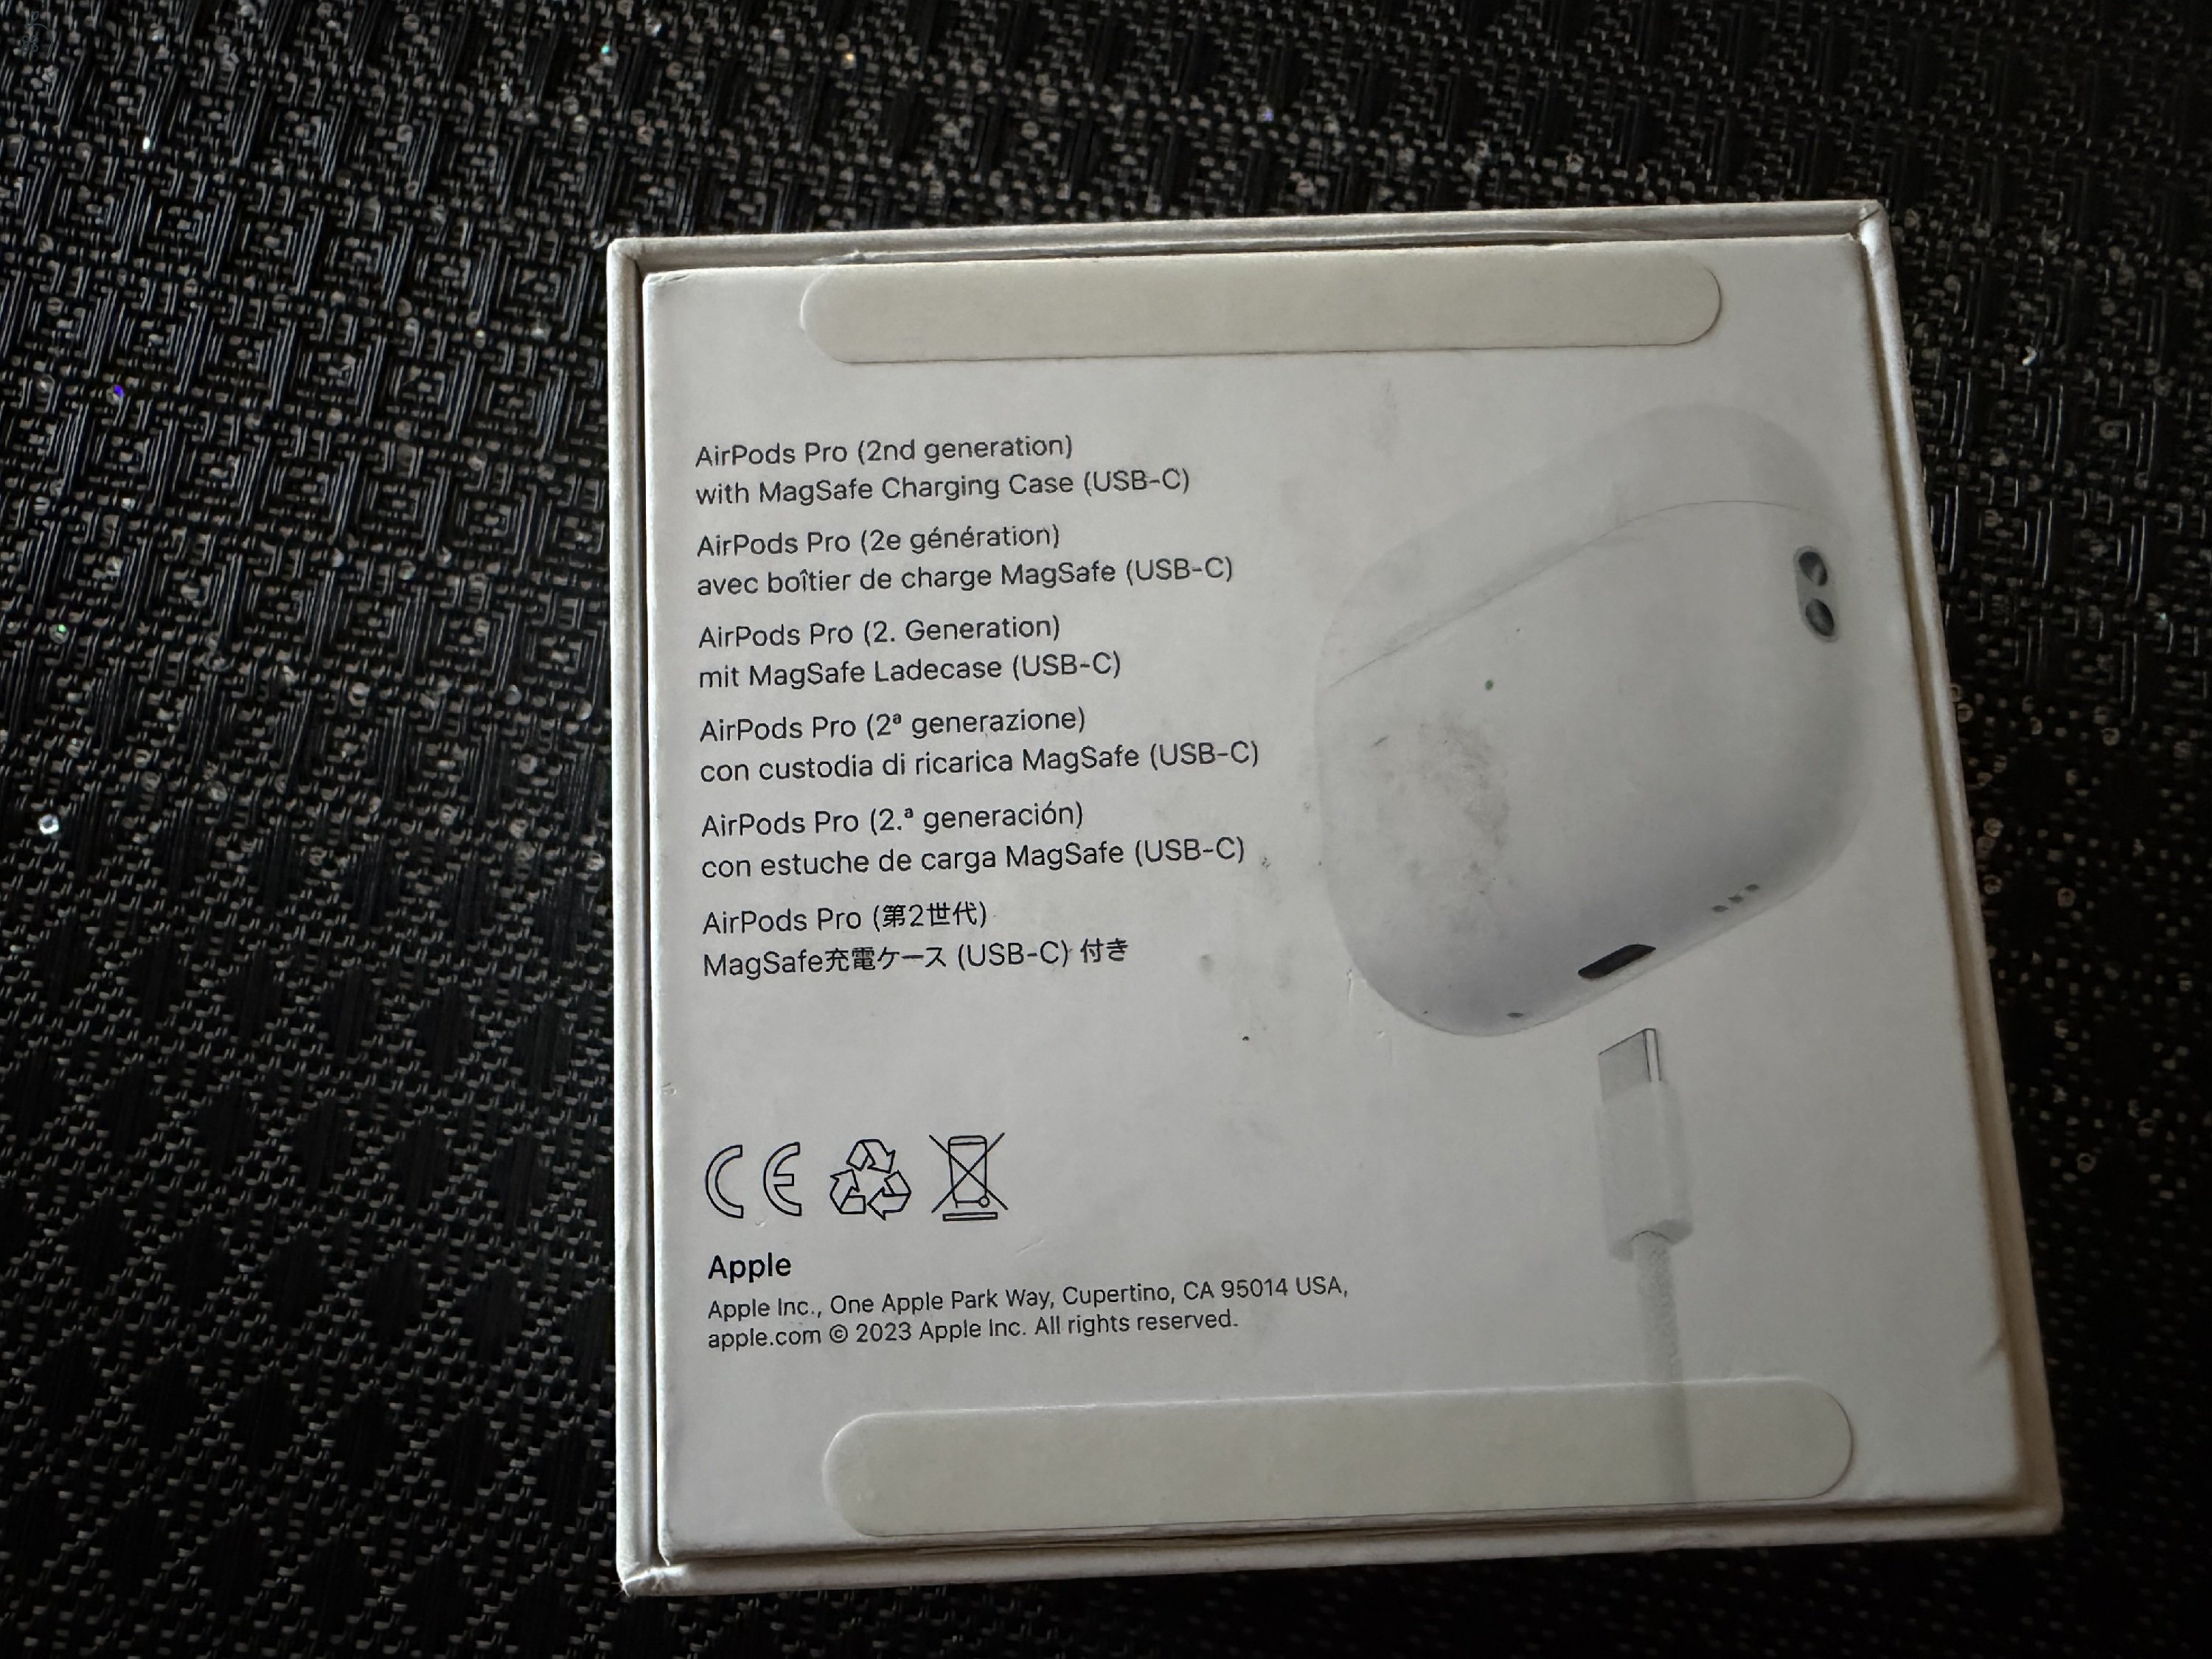 AirPods Pro (2nd generation)
with MagSafe Charging Case (USB-C)
AirPods Pro (2e génération)
avec boîtier de charge MagSafe (USB-C)
AirPods Pro (2. Generation)
mit MagSafe Ladecase (USB-C)
AirPods Pro (2ª generazione)
con custodia di ricarica MagSafe (USB-C)
AirPods Pro (2.ª generación)
con estuche de carga MagSafe (USB-C)
AirPods Pro (第2世代)
MagSafe充電ケース (USB-C) 付き
CE
Apple
Apple Inc., One Apple Park Way, Cupertino, CA 95014 USA,
apple.com © 2023 Apple Inc. All rights reserved.